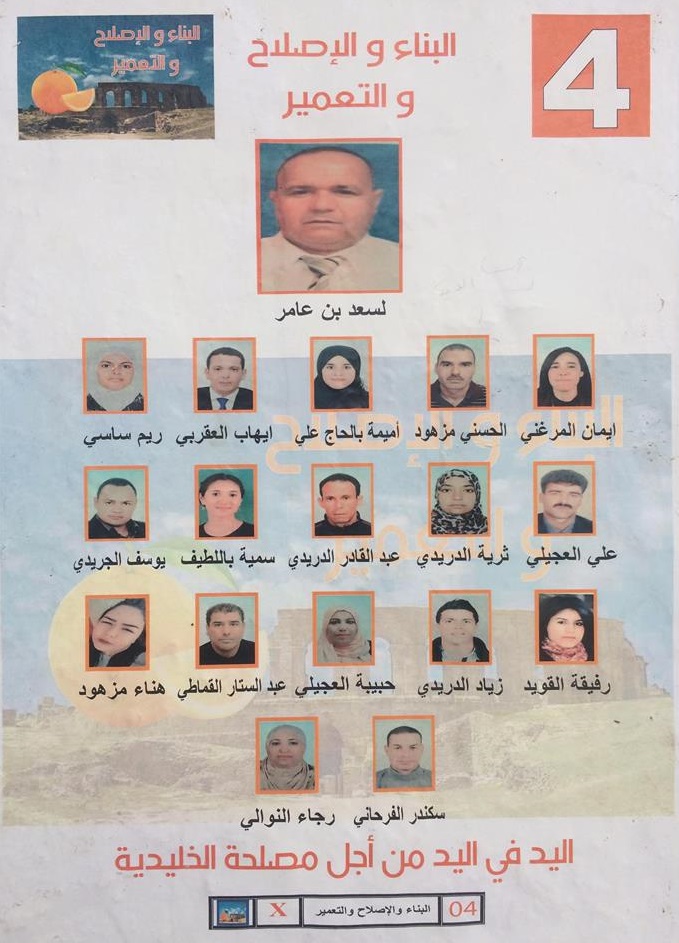 البناء و الإصلاح
و التعمير
البناء و الإصلاح
و التعمير
4
لسعد بن عامر
ايمان المرغني
الحسني مزهود
أميمة بالحاج علي
ايهاب العقربي
ريم ساسي
البناء و الإصلاح
علي العجيلي
ثرية الدريدي
عبد القادر الدريدي
سمية باللطيف
يوسف الجريدي
و التعمير
رفيقة القويد
زياد الدريدي
حبيبة العجيلي
عبد الستار القماطي
هناء مزهود
سكندر الفرحاني
رجاء النوالي
اليد في اليد من أجل مصلحة الخليدية
04 البناء والإصلاح والتعمير X